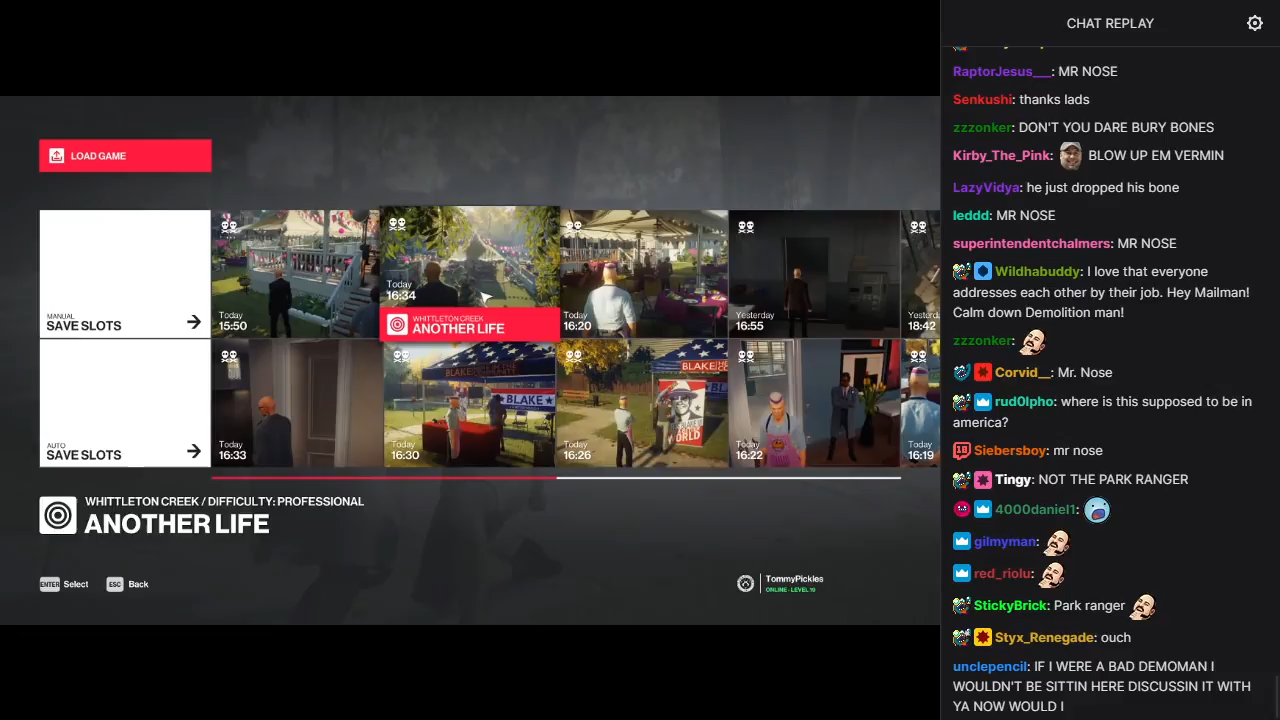 LOAD GAME
MANUAL
SAVE SLOTS
Today
15:50
Today
16:34
WHITTLETON CREEK
ANOTHER LIFE
Today
16:20
Yesterday
16:55
Yesterd
18:42
AUTO
SAVE SLOTS
Today
16:33
BLAKE
BLAKE
Today
16:30
BLAKE
Today
16:26
Today
16:22
Today
16:19
WHITTLETON CREEK / DIFFICULTY: PROFESSIONAL
ANOTHER LIFE
ENTER Select
ESC Back
TommyPickles
ONLINE - LEVEL 19
CHAT REPLAY
RaptorJesus___: MR NOSE
Senkushi: thanks lads
zzzonker: DON'T YOU DARE BURY BONES
Kirby_The_Pink: BLOW UP EM VERMIN
LazyVidya: he just dropped his bone
leddd: MR NOSE
superintendentchalmers: MR NOSE
Wildhabuddy: I love that everyone
addresses each other by their job. Hey Mailman!
Calm down Demolition man!
zzzonker:
Corvid__: Mr. Nose
rud0lpho: where is this supposed to be in
america?
Siebersboy: mr nose
Tingy: NOT THE PARK RANGER
4000daniel1:
gilmyman:
red_riolu:
StickyBrick: Park ranger
Styx_Renegade: ouch
unclepencil: IF I WERE A BAD DEMOMAN I
WOULDN'T BE SITTIN HERE DISCUSSIN IT WITH
YA NOW WOULD I